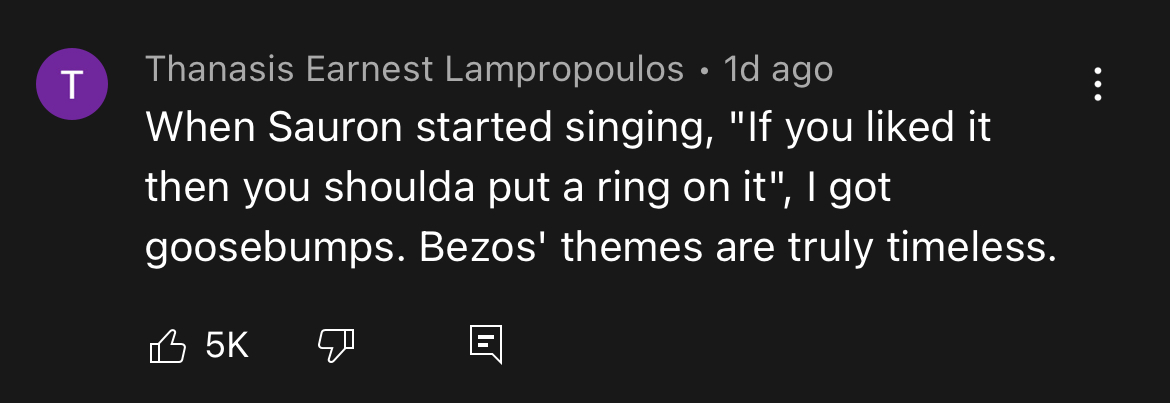 T
Thanasis Earnest Lampropoulos • 1d ago
When Sauron started singing, "If you liked it
then you shoulda put a ring on it", I got
goosebumps. Bezos' themes are truly timeless.
5K